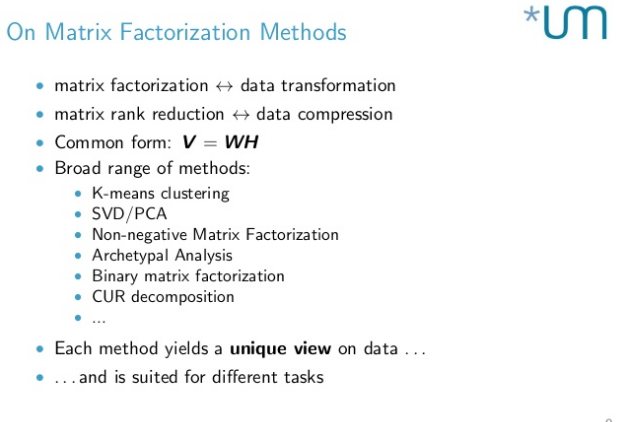 On Matrix Factorization Methods
*um
• matrix factorization ↔ data transformation
• matrix rank reduction ↔ data compression
• Common form: V = WH
• Broad range of methods:
• K-means clustering
• SVD/PCA
• Non-negative Matrix Factorization
• Archetypal Analysis
• Binary matrix factorization
• CUR decomposition
• ...
• Each method yields a unique view on data ...
• ... and is suited for different tasks